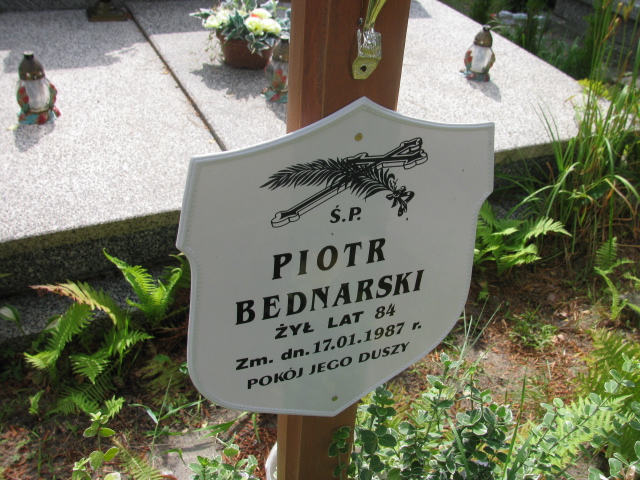 Ś.P.
PIOTR
BEDNARSKI
ŻYŁ LAT 84
Zm. dn. 17.01.1987 r.
POKÓJ JEGO DUSZY